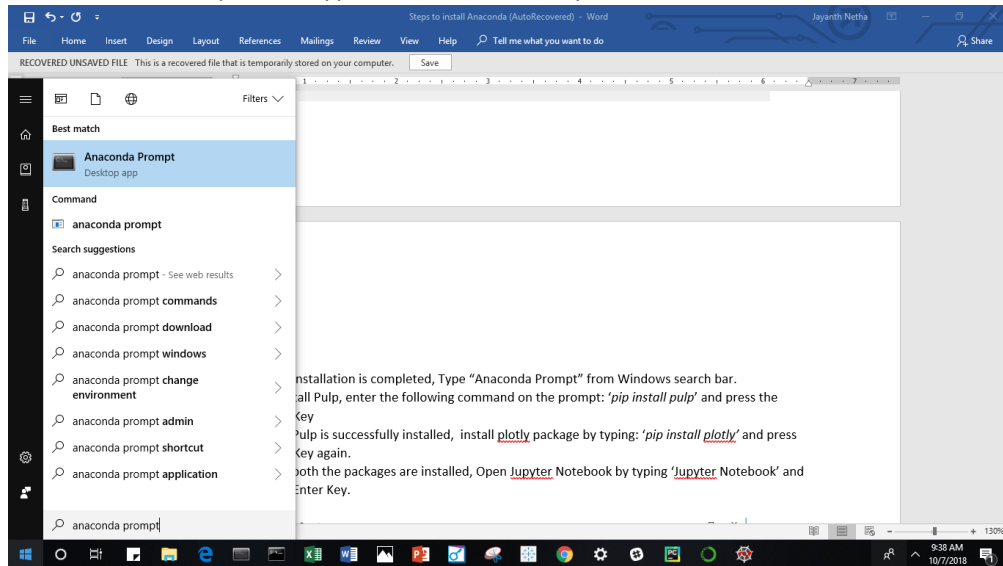 Steps to install Anaconda (AutoRecovered) - Word
Jayanth Netha
File Home Insert Design Layout References Mailings Review View Help Tell me what you want to do
Share
RECOVERED UNSAVED FILE This is a recovered file that is temporarily stored on your computer. Save
1 2 3 4 5 6 7
Filters
Best match
Anaconda Prompt
Desktop app
Command
anaconda prompt
Search suggestions
anaconda prompt - See web results
anaconda prompt commands
anaconda prompt download
anaconda prompt windows
anaconda prompt change
environment
anaconda prompt admin
anaconda prompt shortcut
anaconda prompt application
anaconda prompt
nstallation is completed, Type “Anaconda Prompt” from Windows search bar.
all Pulp, enter the following command on the prompt: ‘pip install pulp’ and press the
Key
Pulp is successfully installed, install plotly package by typing: ‘pip install plotly’ and press
Key again.
both the packages are installed, Open Jupyter Notebook by typing ‘Jupyter Notebook’ and
Enter Key.
130%
9:38 AM
10/7/2018